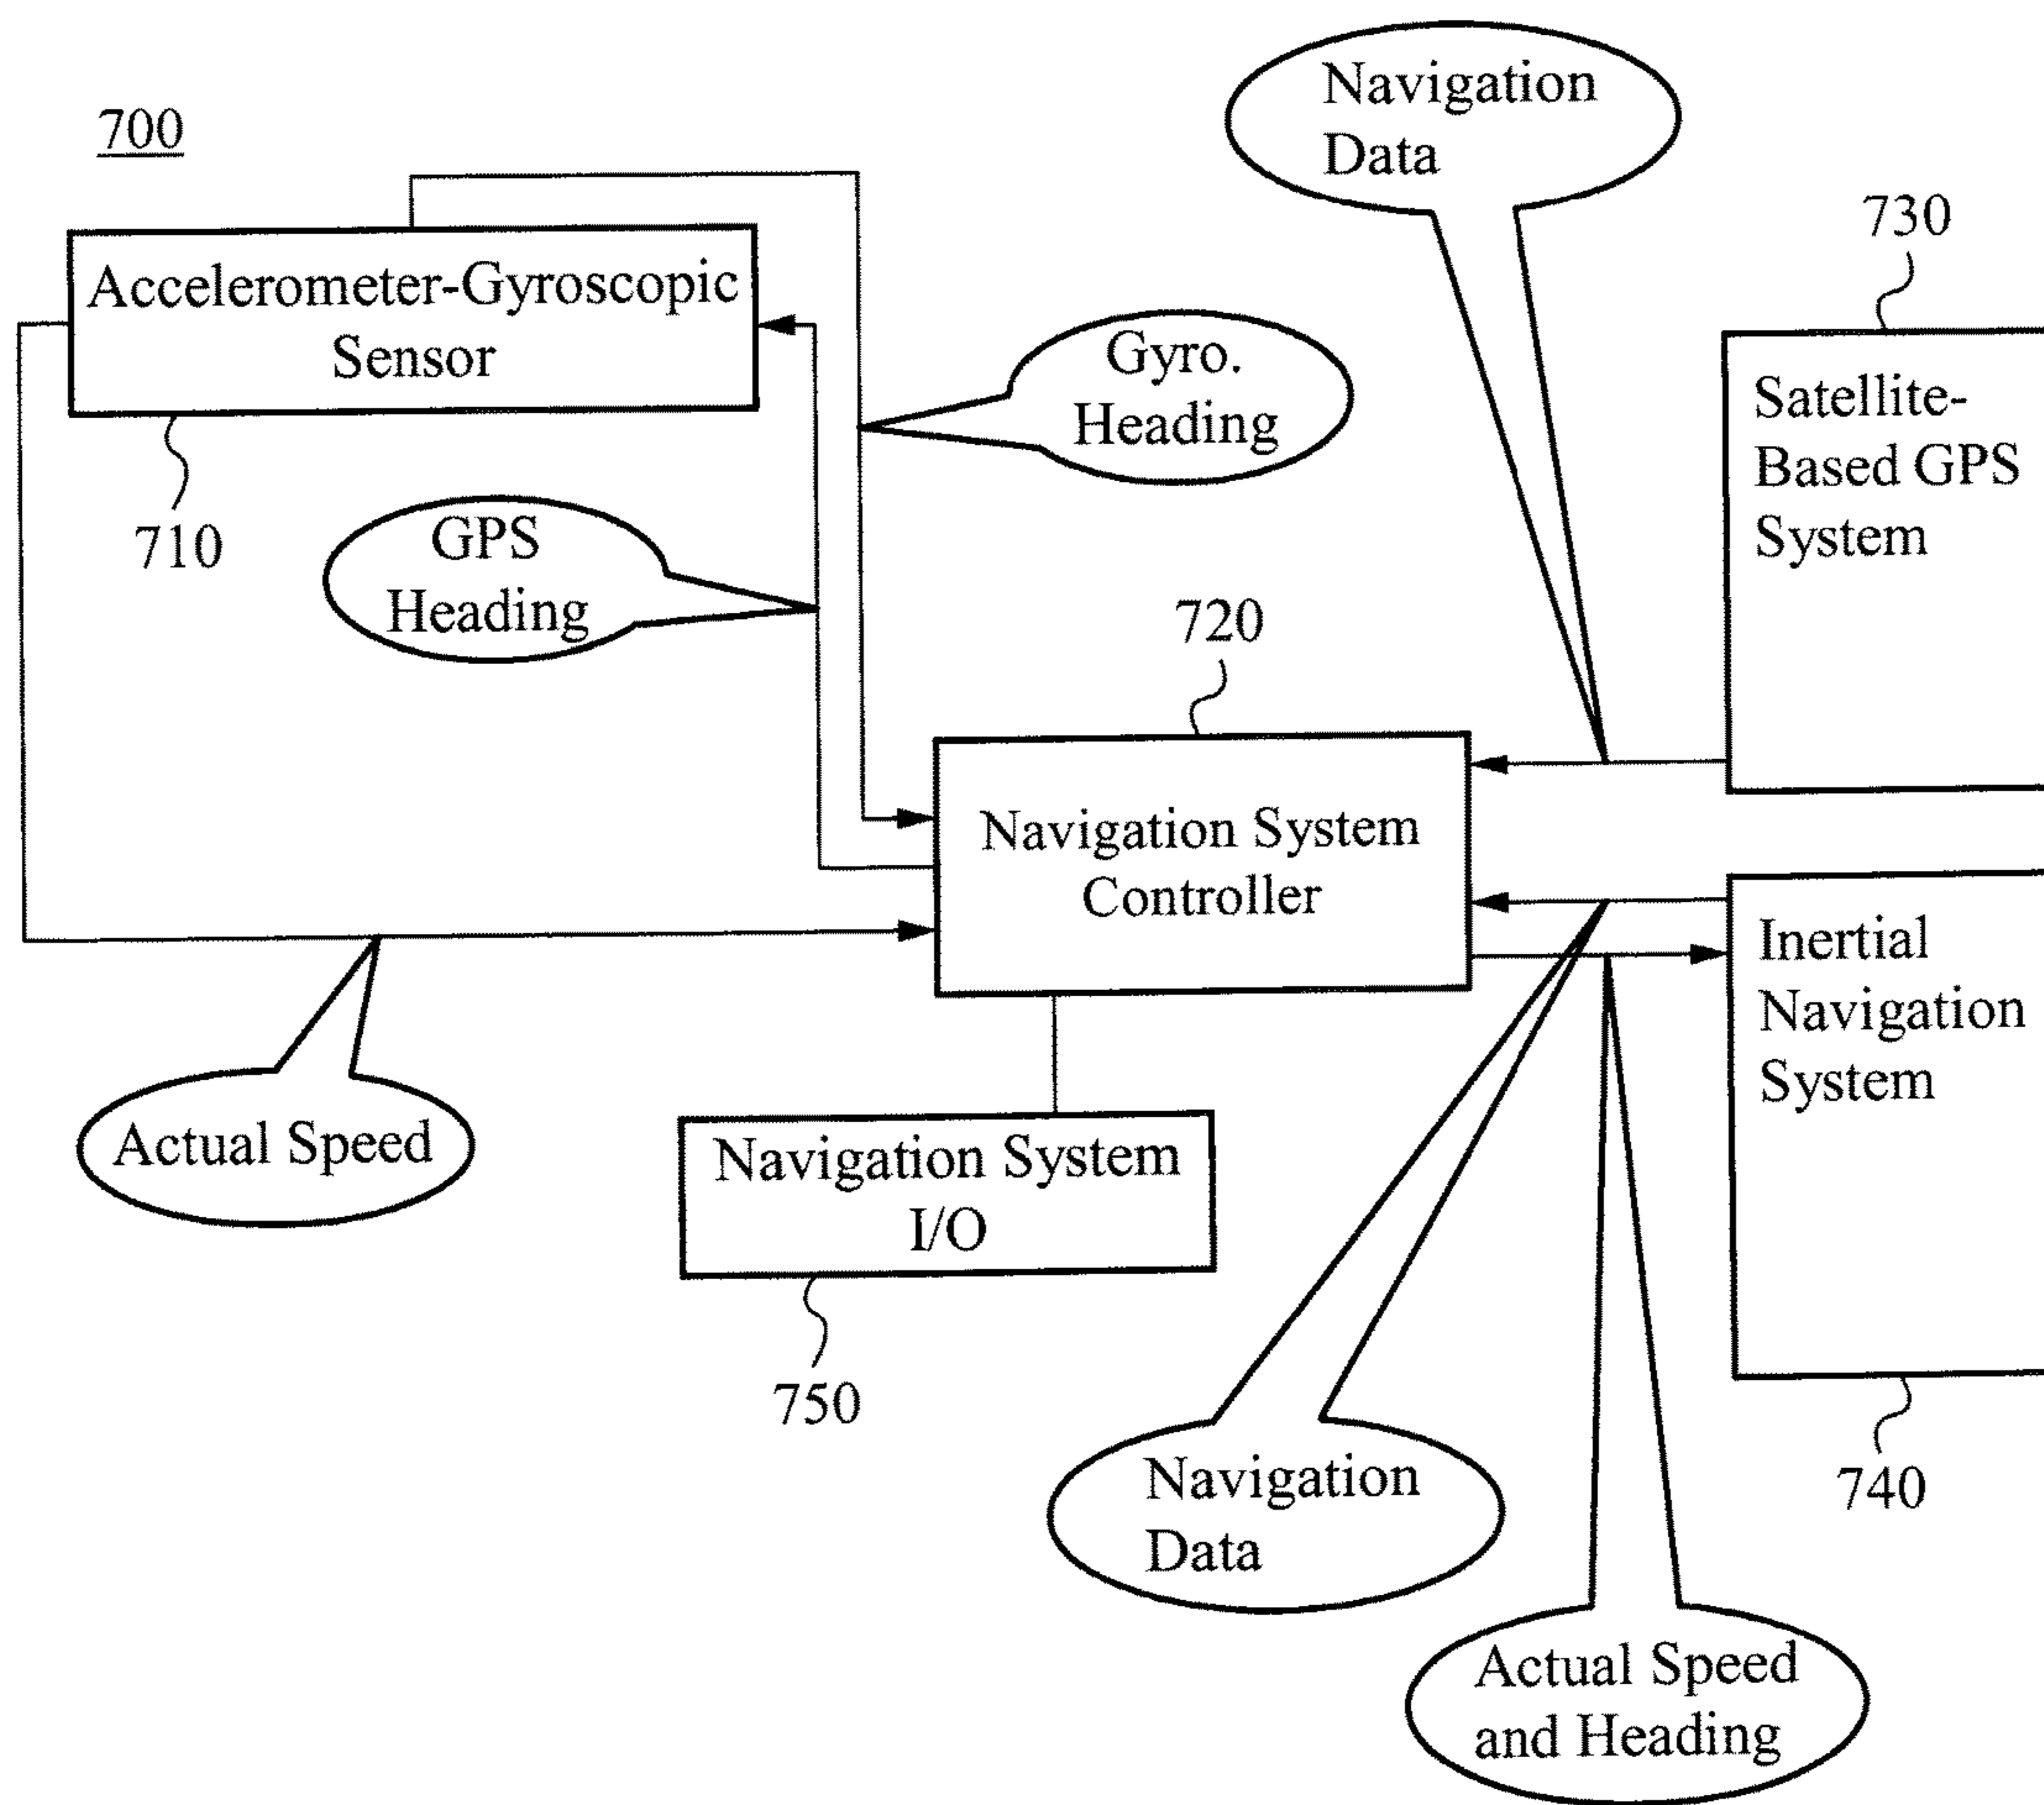 700
Accelerometer-Gyroscopic
Sensor
710
Navigation
Data
730
Satellite-
Based GPS
System
Gyro.
Heading
GPS
Heading
720
Navigation System
Controller
Inertial
Navigation
System
740
Actual Speed
Navigation System
I/O
750
Navigation
Data
Actual Speed
and Heading